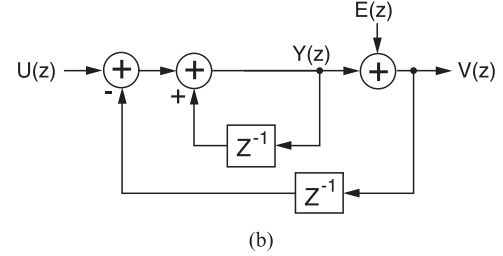 E(z)
U(z) + + Y(z) + V(z)
- +
Z^-1
Z^-1
(b)